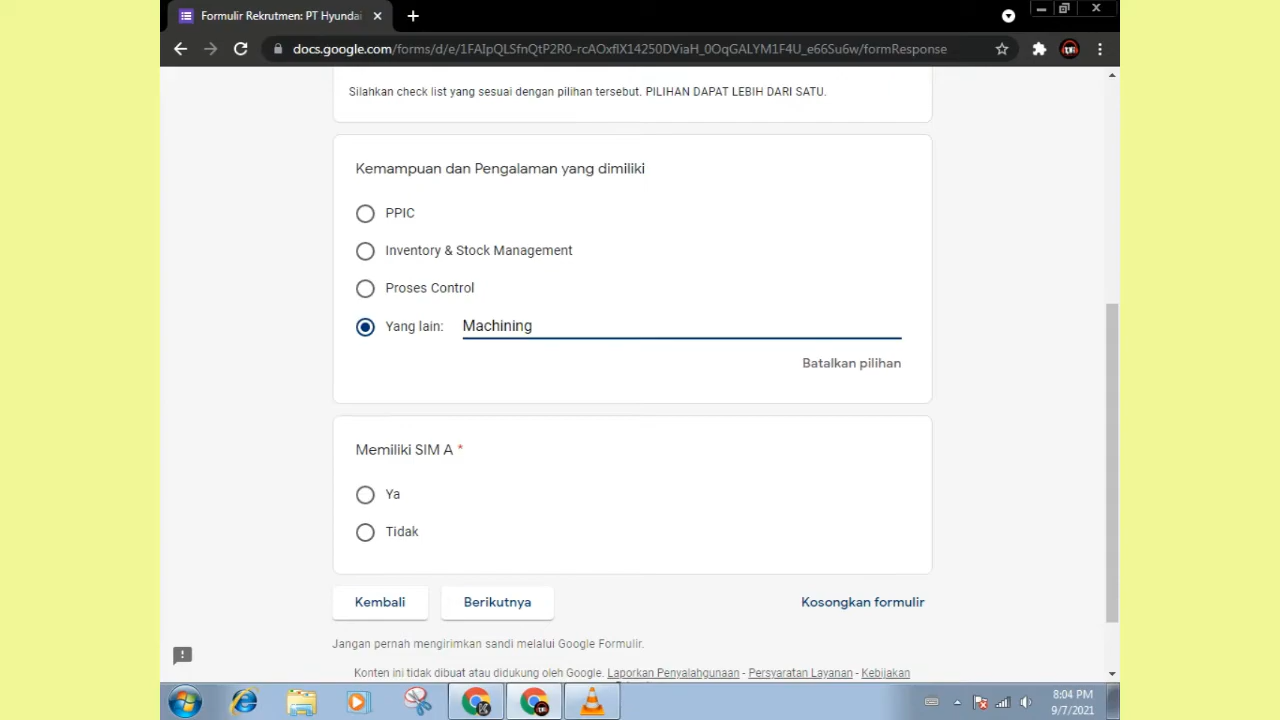 Formulir Rekrutmen: PT Hyundai
docs.google.com/forms/d/e/1FAIpQLSfnQtP2R0-rcAOxflX14250DViaH_0OqGALYM1F4U_e66Su6w/formResponse
Silahkan check list yang sesuai dengan pilihan tersebut. PILIHAN DAPAT LEBIH DARI SATU.
Kemampuan dan Pengalaman yang dimiliki
PPIC
Inventory & Stock Management
Proses Control
Yang lain: Machining
Batalkan pilihan
Memiliki SIM A *
Ya
Tidak
Kembali Berikutnya Kosongkan formulir
Jangan pernah mengirimkan sandi melalui Google Formulir.
Konten ini tidak dibuat atau didukung oleh Google. Laporkan Penyalahgunaan - Persyaratan Layanan - Kebijakan
8:04 PM
9/7/2021